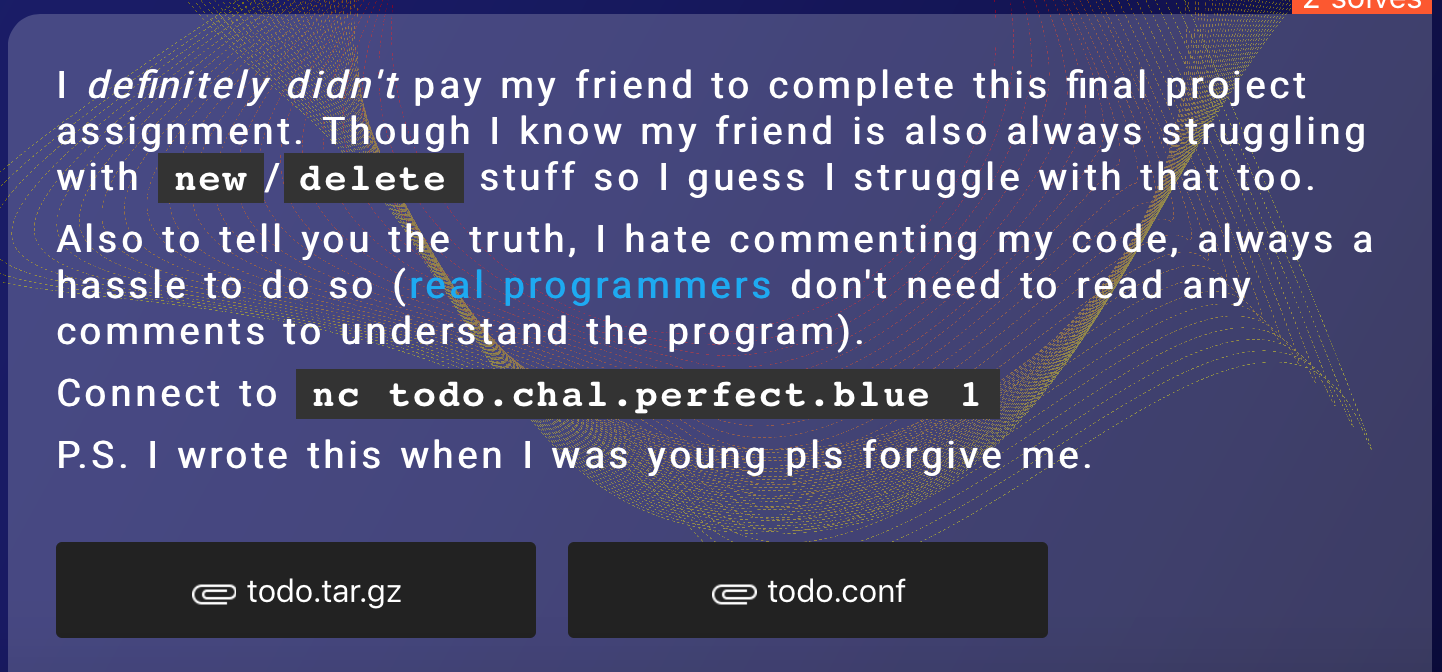 2 solves
I definitely didn't pay my friend to complete this final project
assignment. Though I know my friend is also always struggling
with new/delete stuff so I guess I struggle with that too.
Also to tell you the truth, I hate commenting my code, always a
hassle to do so (real programmers don't need to read any
comments to understand the program).
Connect to nc todo.chal.perfect.blue 1
P.S. I wrote this when I was young pls forgive me.
todo.tar.gz
todo.conf